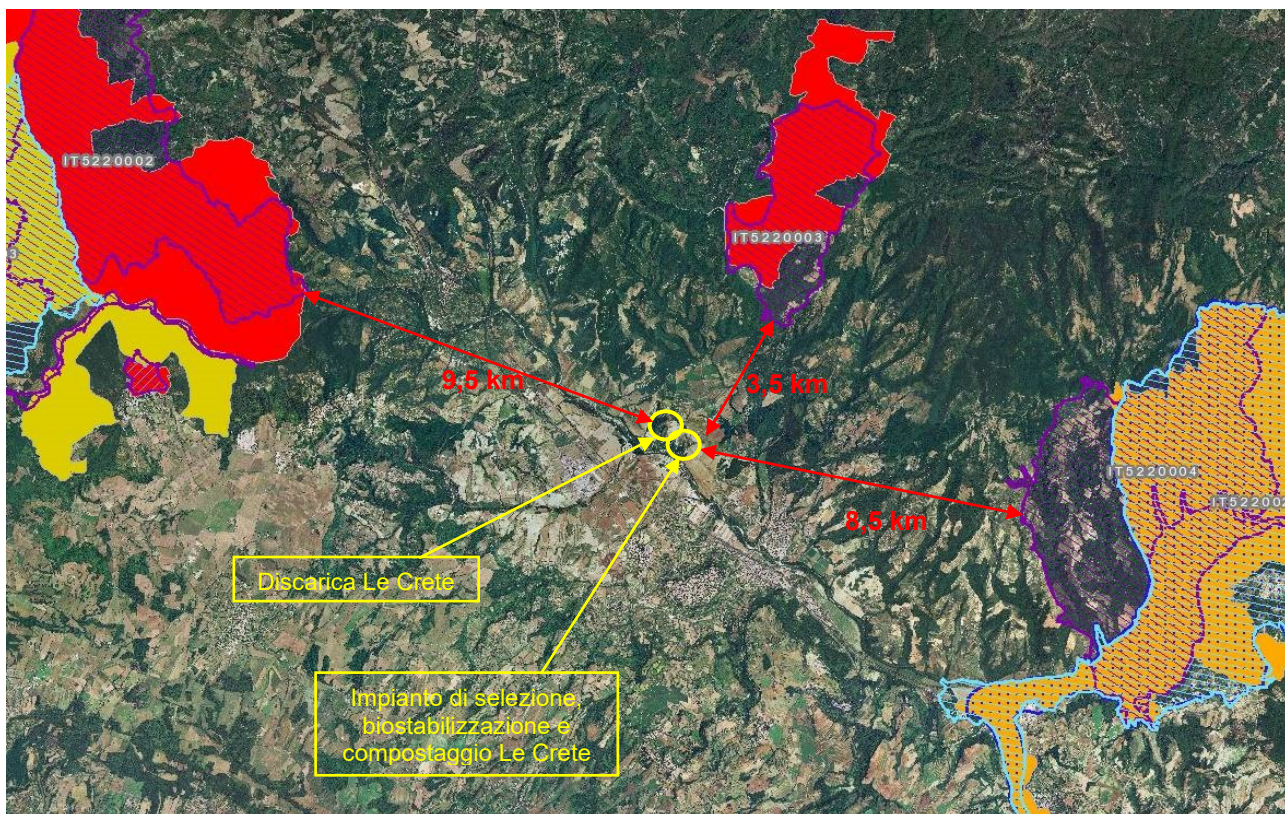 IT5220002
IT5220003
3
9,5 km
3,5 km
IT5220004
8,5 km
Discarica Le Crete
Impianto di selezione,
biostabilizzazione e
compostaggio Le Crete